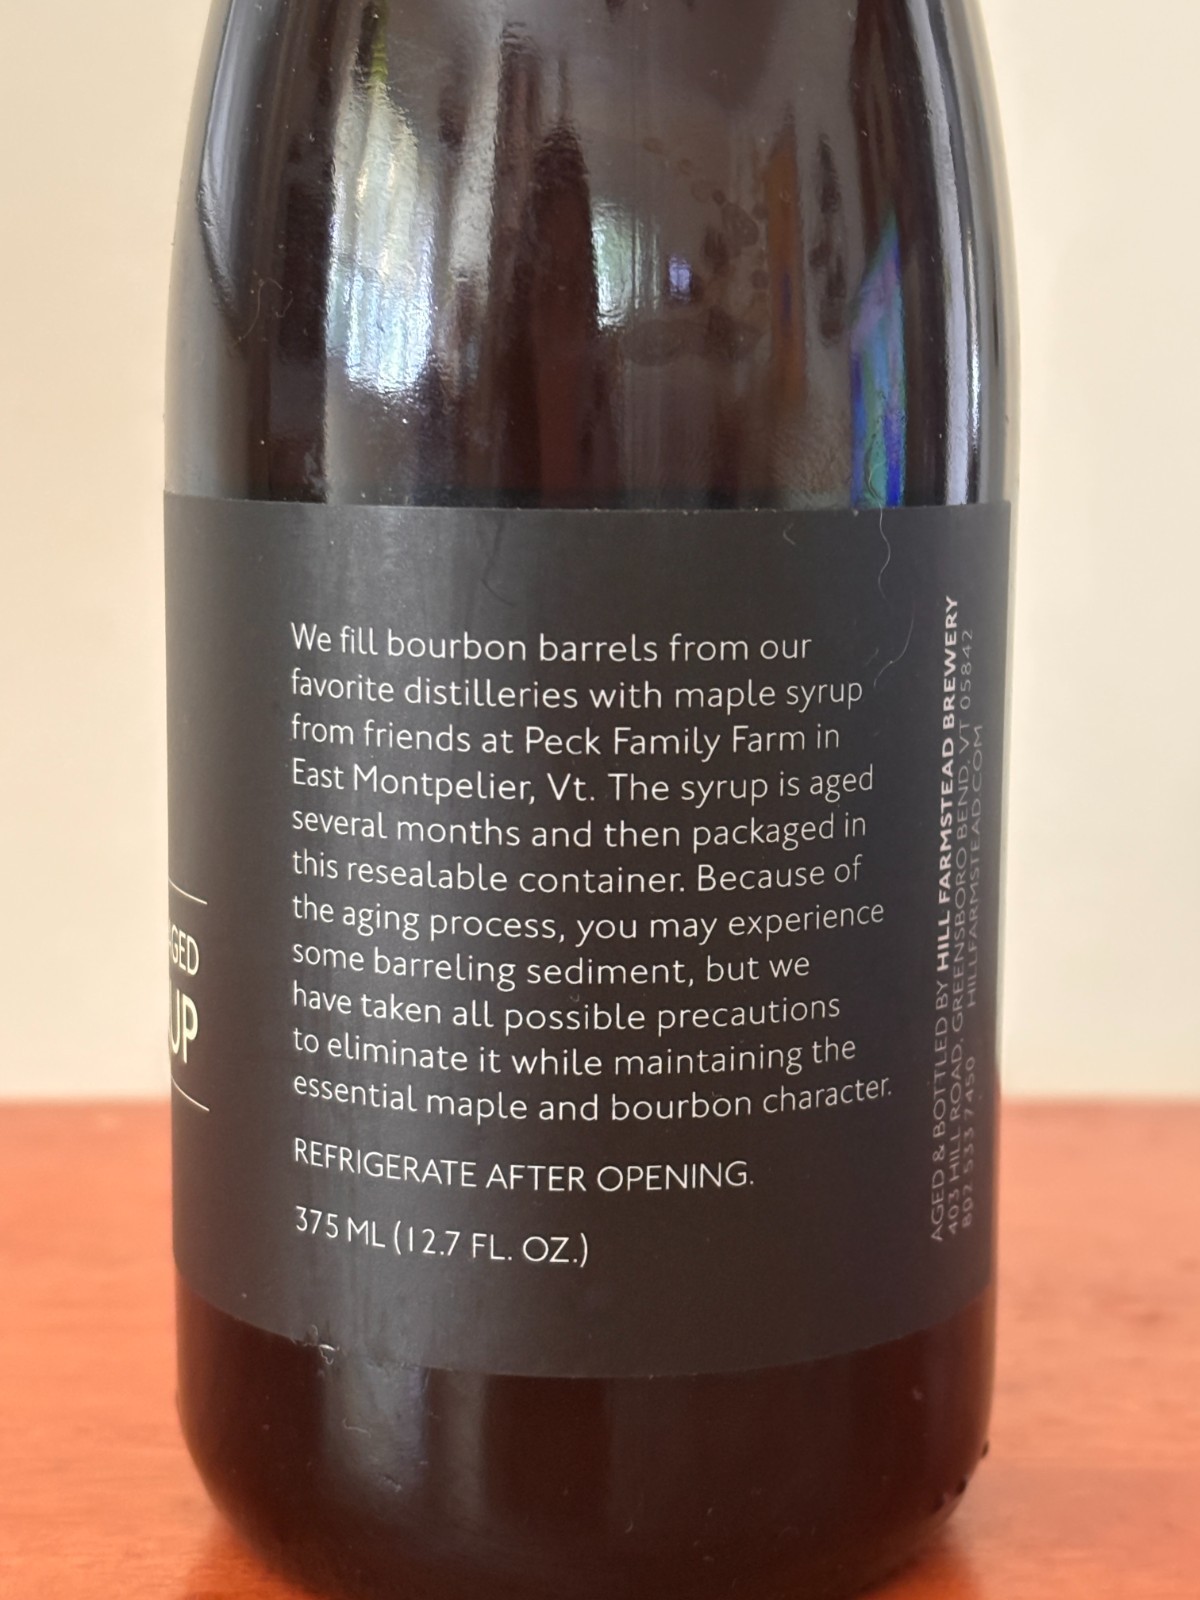 GED
UP
We fill bourbon barrels from our
favorite distilleries with maple syrup
from friends at Peck Family Farm in
East Montpelier, Vt. The syrup is aged
several months and then packaged in
this resealable container. Because of
the aging process, you may experience
some barreling sediment, but we
have taken all possible precautions
to eliminate it while maintaining the
essential maple and bourbon character.
REFRIGERATE AFTER OPENING.
375 ML (12.7 FL. OZ.)
AGED & BOTTLED BY HILL FARMSTEAD BREWERY
403 HILL ROAD, GREENSBORO BEND, VT 05842
802 533 7450 HILLFARMSTEAD.COM